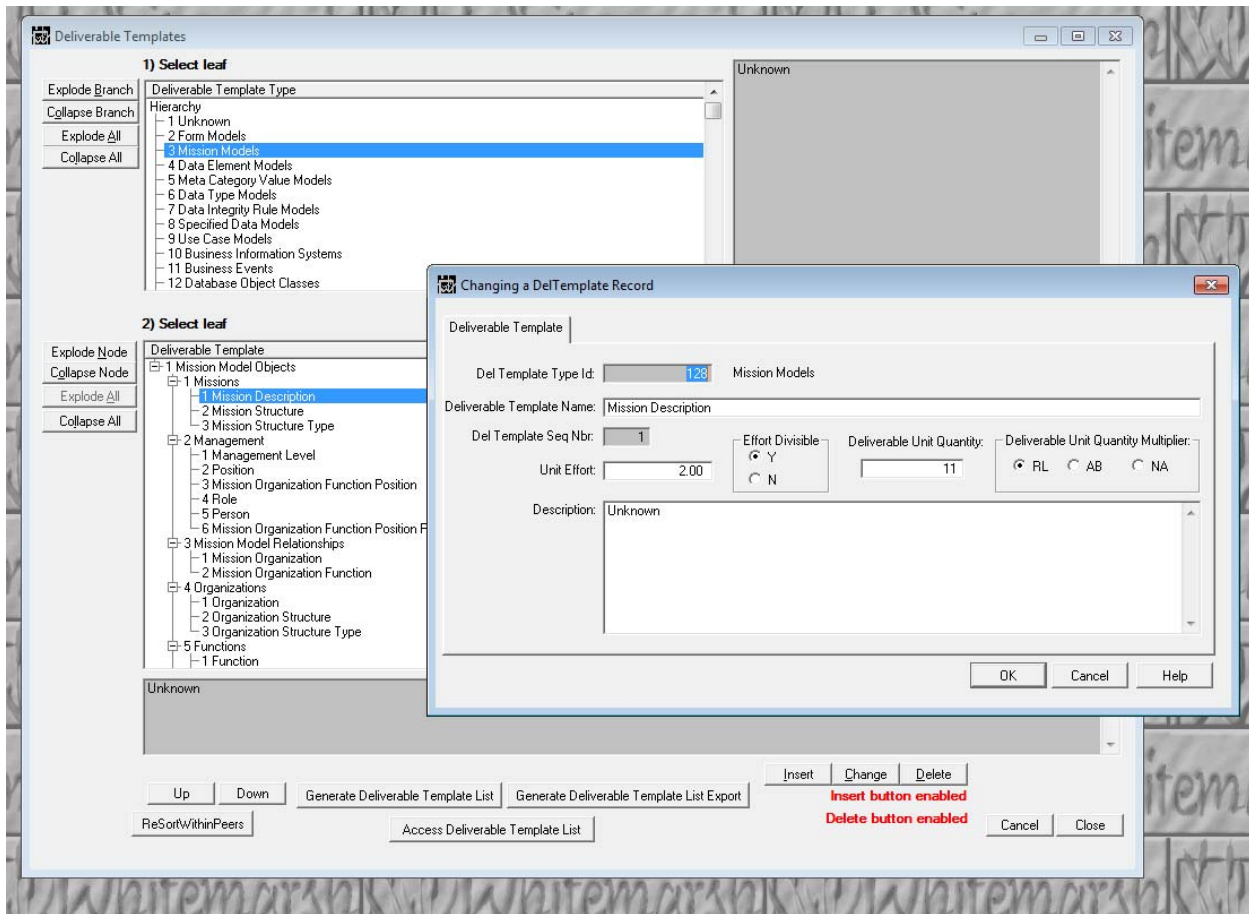 Deliverable Templates
1) Select leaf
Explode Branch
Collapse Branch
Explode All
Collapse All
Deliverable Template Type
Hierarchy
1 Unknown
2 Form Models
3 Mission Models
4 Data Element Models
5 Meta Category Value Models
6 Data Type Models
7 Data Integrity Rule Models
8 Specified Data Models
9 Use Case Models
10 Business Information Systems
11 Business Events
12 Database Object Classes
Unknown
2) Select leaf
Explode Node
Collapse Node
Explode All
Collapse All
Deliverable Template
1 Mission Model Objects
1 Missions
1 Mission Description
2 Mission Structure
3 Mission Structure Type
2 Management
1 Management Level
2 Position
3 Mission Organization Function Position
4 Role
5 Person
6 Mission Organization Function Position
3 Mission Model Relationships
1 Mission Organization
2 Mission Organization Function
4 Organizations
1 Organization
2 Organization Structure
3 Organization Structure Type
5 Functions
1 Function
Unknown
Changing a DelTemplate Record
Deliverable Template
Del Template Type Id: 128 Mission Models
Deliverable Template Name: Mission Description
Del Template Seq Nbr: 1
Unit Effort: 2.00
Effort Divisible
Y
N
Deliverable Unit Quantity:
11
Deliverable Unit Quantity Multiplier:
RL AB NA
Description: Unknown
OK Cancel Help
Insert Change Delete
Up Down Generate Deliverable Template List Generate Deliverable Template List Export
Insert button enabled
Delete button enabled
ReSortWithinPeers Access Deliverable Template List
Cancel Close
Whitemarsh Whitemarsh